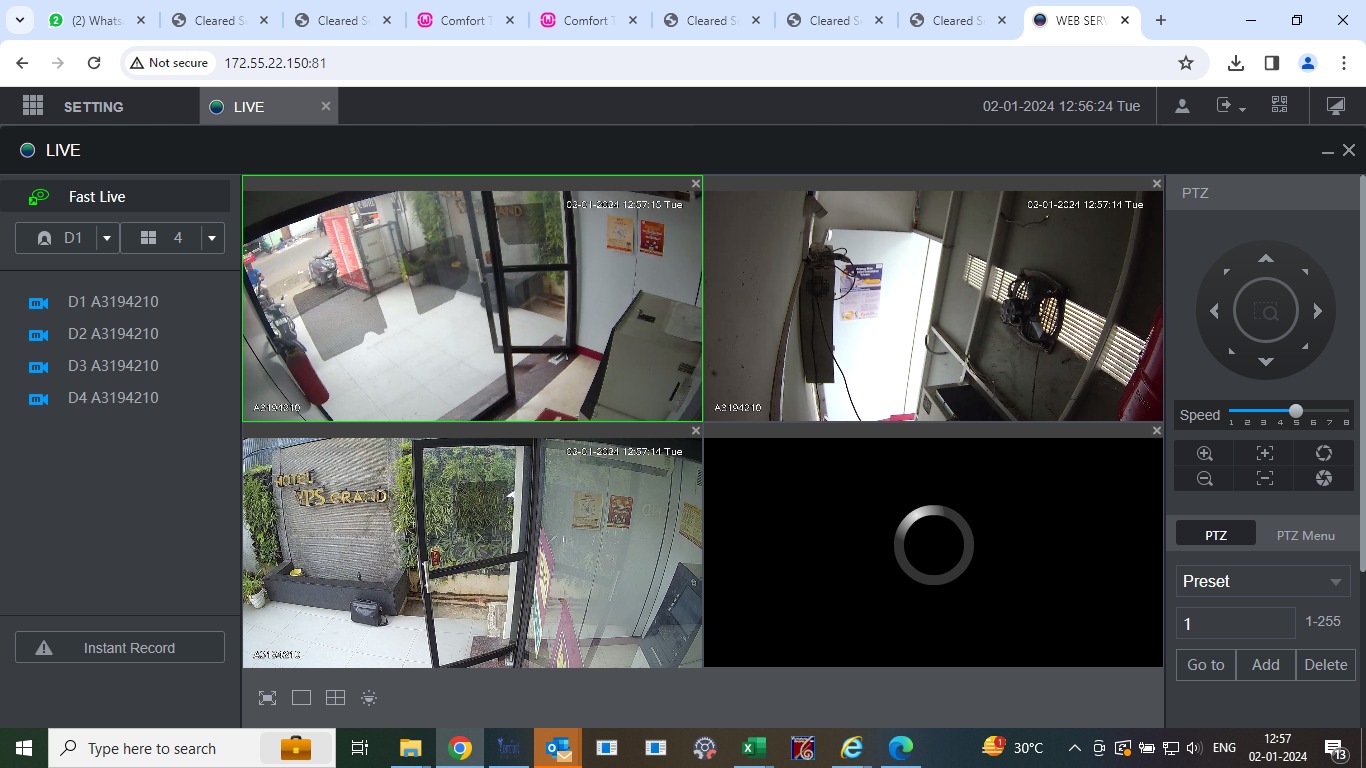 (2) Whats
Cleared S
Cleared S
Comfort T
Comfort T
Cleared S
Cleared S
Cleared S
WEB SERV
Not secure
172.55.22.150:81
SETTING
LIVE
02-01-2024 12:56:24 Tue
LIVE
Fast Live
D1
4
D1 A3194210
D2 A3194210
D3 A3194210
D4 A3194210
Instant Record
02-01-2024 12:57:15 Tue
A3194210
02-01-2024 12:57:14 Tue
A3194210
02-01-2024 12:57:14 Tue
HOTEL
VPS GRAND
A3194210
PTZ
Speed
1 2 3 4 5 6 7 8
PTZ
PTZ Menu
Preset
1
1-255
Go to
Add
Delete
Type here to search
30°C
ENG
12:57
02-01-2024
13